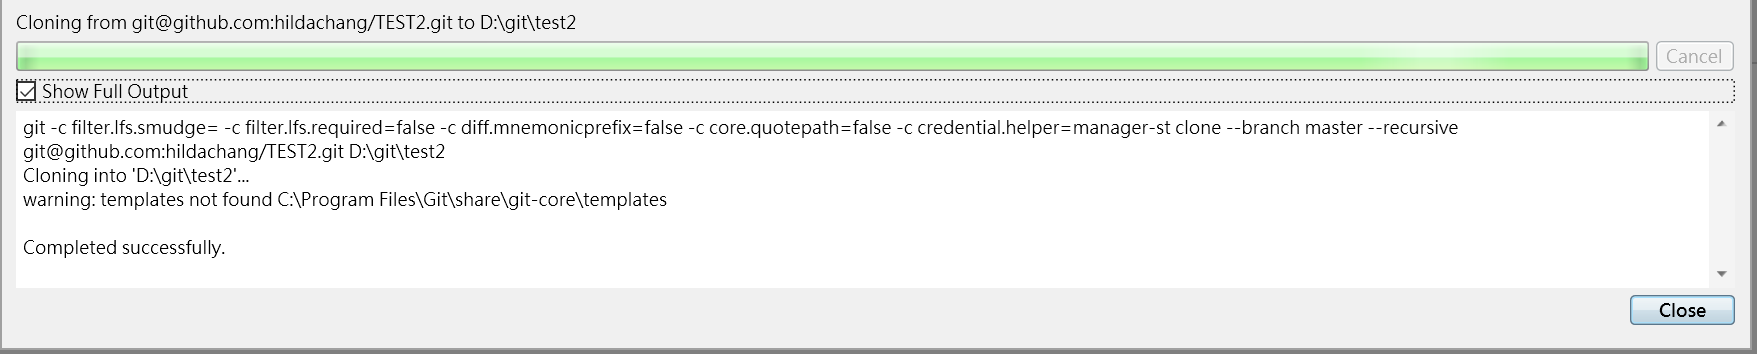 Cloning from git@github.com:hildachang/TEST2.git to D:\git\test2
Cancel
Show Full Output
git -c filter.lfs.smudge= -c filter.lfs.required=false -c diff.mnemonicprefix=false -c core.quotepath=false -c credential.helper=manager-st clone --branch master --recursive
git@github.com:hildachang/TEST2.git D:\git\test2
Cloning into 'D:\git\test2'...
warning: templates not found C:\Program Files\Git\share\git-core\templates
Completed successfully.
Close